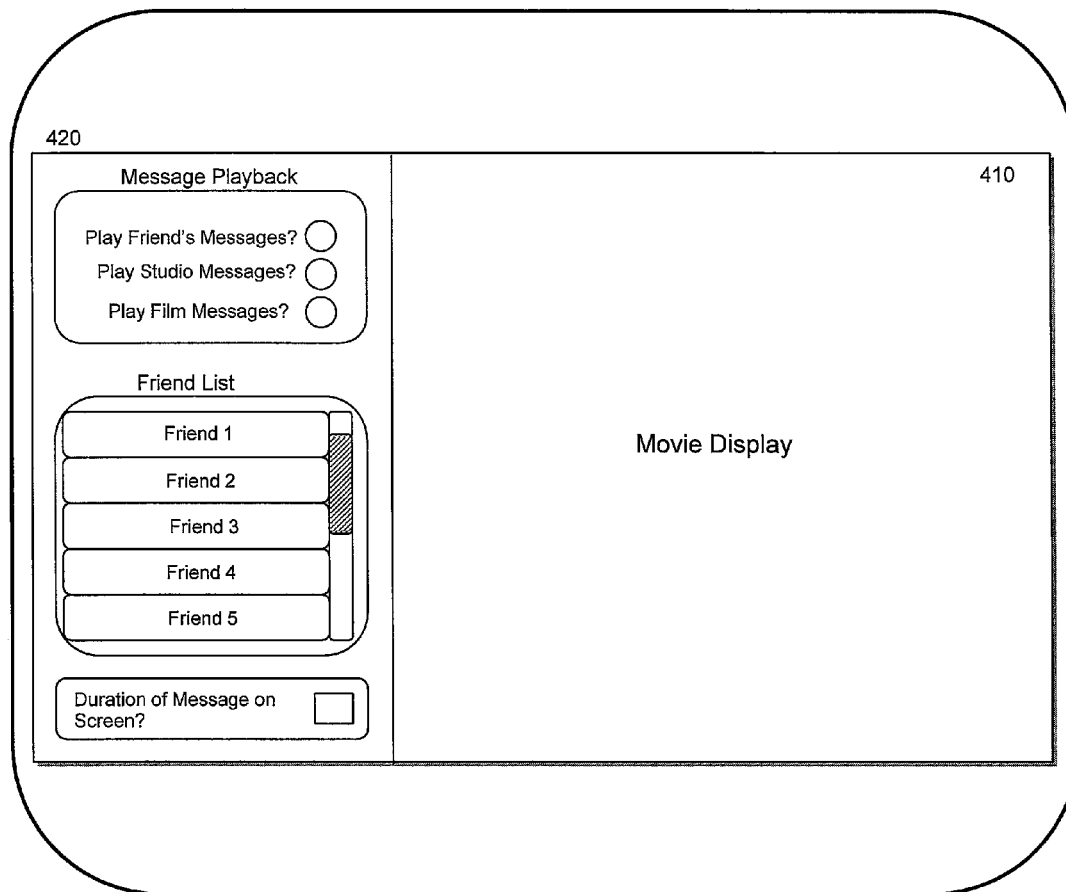 420
Message Playback
Play Friend's Messages?
Play Studio Messages?
Play Film Messages?
Friend List
Friend 1
Friend 2
Friend 3
Friend 4
Friend 5
Duration of Message on
Screen?
410
Movie Display